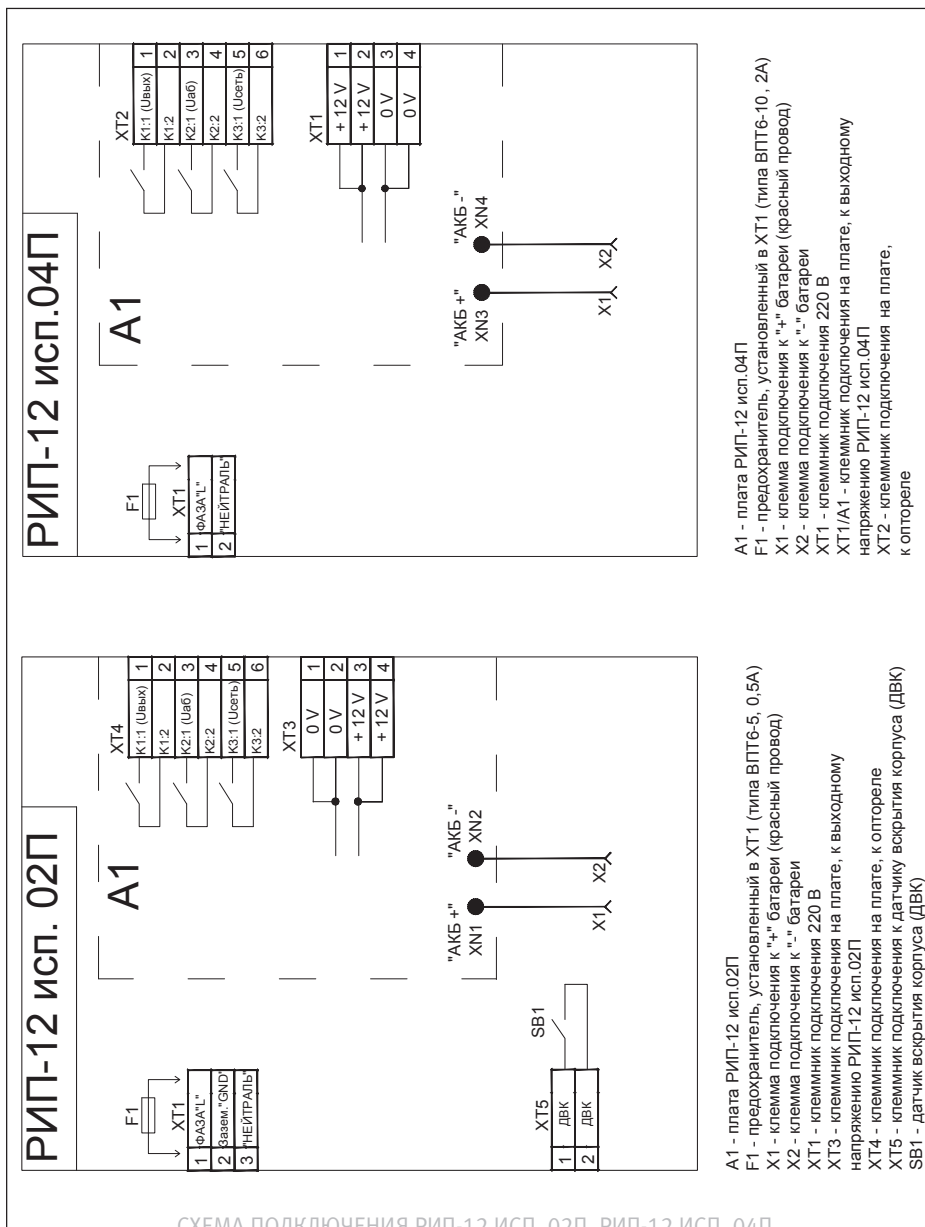 РИП-12 исп. 02П
F1
XT1
1 ФАЗА"L"
2 Зазем."GND"
3 "НЕЙТРАЛЬ"
A1
XT4
K1:1 (Uвых) 1
K1:2 2
K2:1 (Uаб) 3
K2:2 4
K3:1 (Uсеть) 5
K3:2 6
XT3
0 V 1
0 V 2
+ 12 V 3
+ 12 V 4
"АКБ +"
XN1
"АКБ -"
XN2
X1
X2
XT5
1 ДВК
2 ДВК
SB1
A1 - плата РИП-12 исп.02П
F1 - предохранитель, установленный в XT1 (типа ВПТ6-5, 0,5А)
X1 - клемма подключения к "+" батареи (красный провод)
X2 - клемма подключения к "-" батареи
XT1 - клеммник подключения 220 В
XT3 - клеммник подключения на плате, к выходному
напряжению РИП-12 исп.02П
XT4 - клеммник подключения на плате, к оптореле
XT5 - клеммник подключения к датчику вскрытия корпуса (ДВК)
SB1 - датчик вскрытия корпуса (ДВК)
РИП-12 исп.04П
F1
XT1
1 ФАЗА"L"
2 "НЕЙТРАЛЬ"
A1
XT2
K1:1 (Uвых) 1
K1:2 2
K2:1 (Uаб) 3
K2:2 4
K3:1 (Uсеть) 5
K3:2 6
XT1
+ 12 V 1
+ 12 V 2
0 V 3
0 V 4
"АКБ +"
XN3
"АКБ -"
XN4
X1
X2
A1 - плата РИП-12 исп.04П
F1 - предохранитель, установленный в XT1 (типа ВПТ6-10, 2А)
X1 - клемма подключения к "+" батареи (красный провод)
X2 - клемма подключения к "-" батареи
XT1 - клеммник подключения 220 В
XT1/A1 - клеммник подключения на плате, к выходному
напряжению РИП-12 исп.04П
XT2 - клеммник подключения на плате,
к оптореле
СХЕМА ПОДКЛЮЧЕНИЯ РИП-12 ИСП. 02П, РИП-12 ИСП. 04П